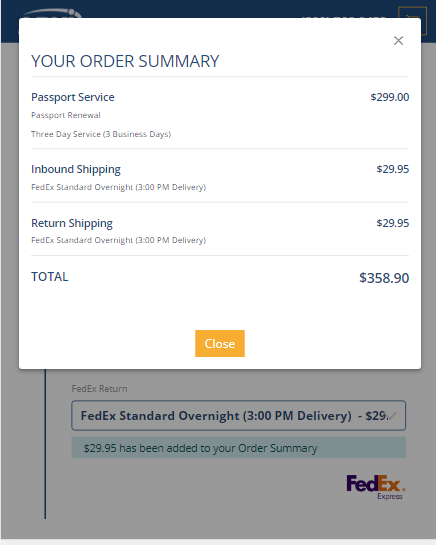 ×
YOUR ORDER SUMMARY
Passport Service $299.00
Passport Renewal
Three Day Service (3 Business Days)
Inbound Shipping $29.95
FedEx Standard Overnight (3:00 PM Delivery)
Return Shipping $29.95
FedEx Standard Overnight (3:00 PM Delivery)
TOTAL $358.90
Close
FedEx Return
FedEx Standard Overnight (3:00 PM Delivery) - $29.
$29.95 has been added to your Order Summary
FedEx
Express